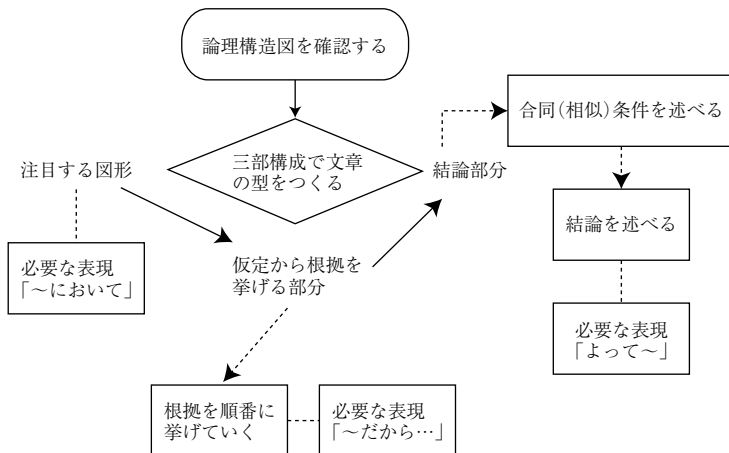 論理構造図を確認する
三部構成で文章
の型をつくる
注目する図形
必要な表現
「～において」
仮定から根拠を
挙げる部分
根拠を順番に
挙げていく
必要な表現
「～だから…」
結論部分
合同(相似)条件を述べる
結論を述べる
必要な表現
「よって～」